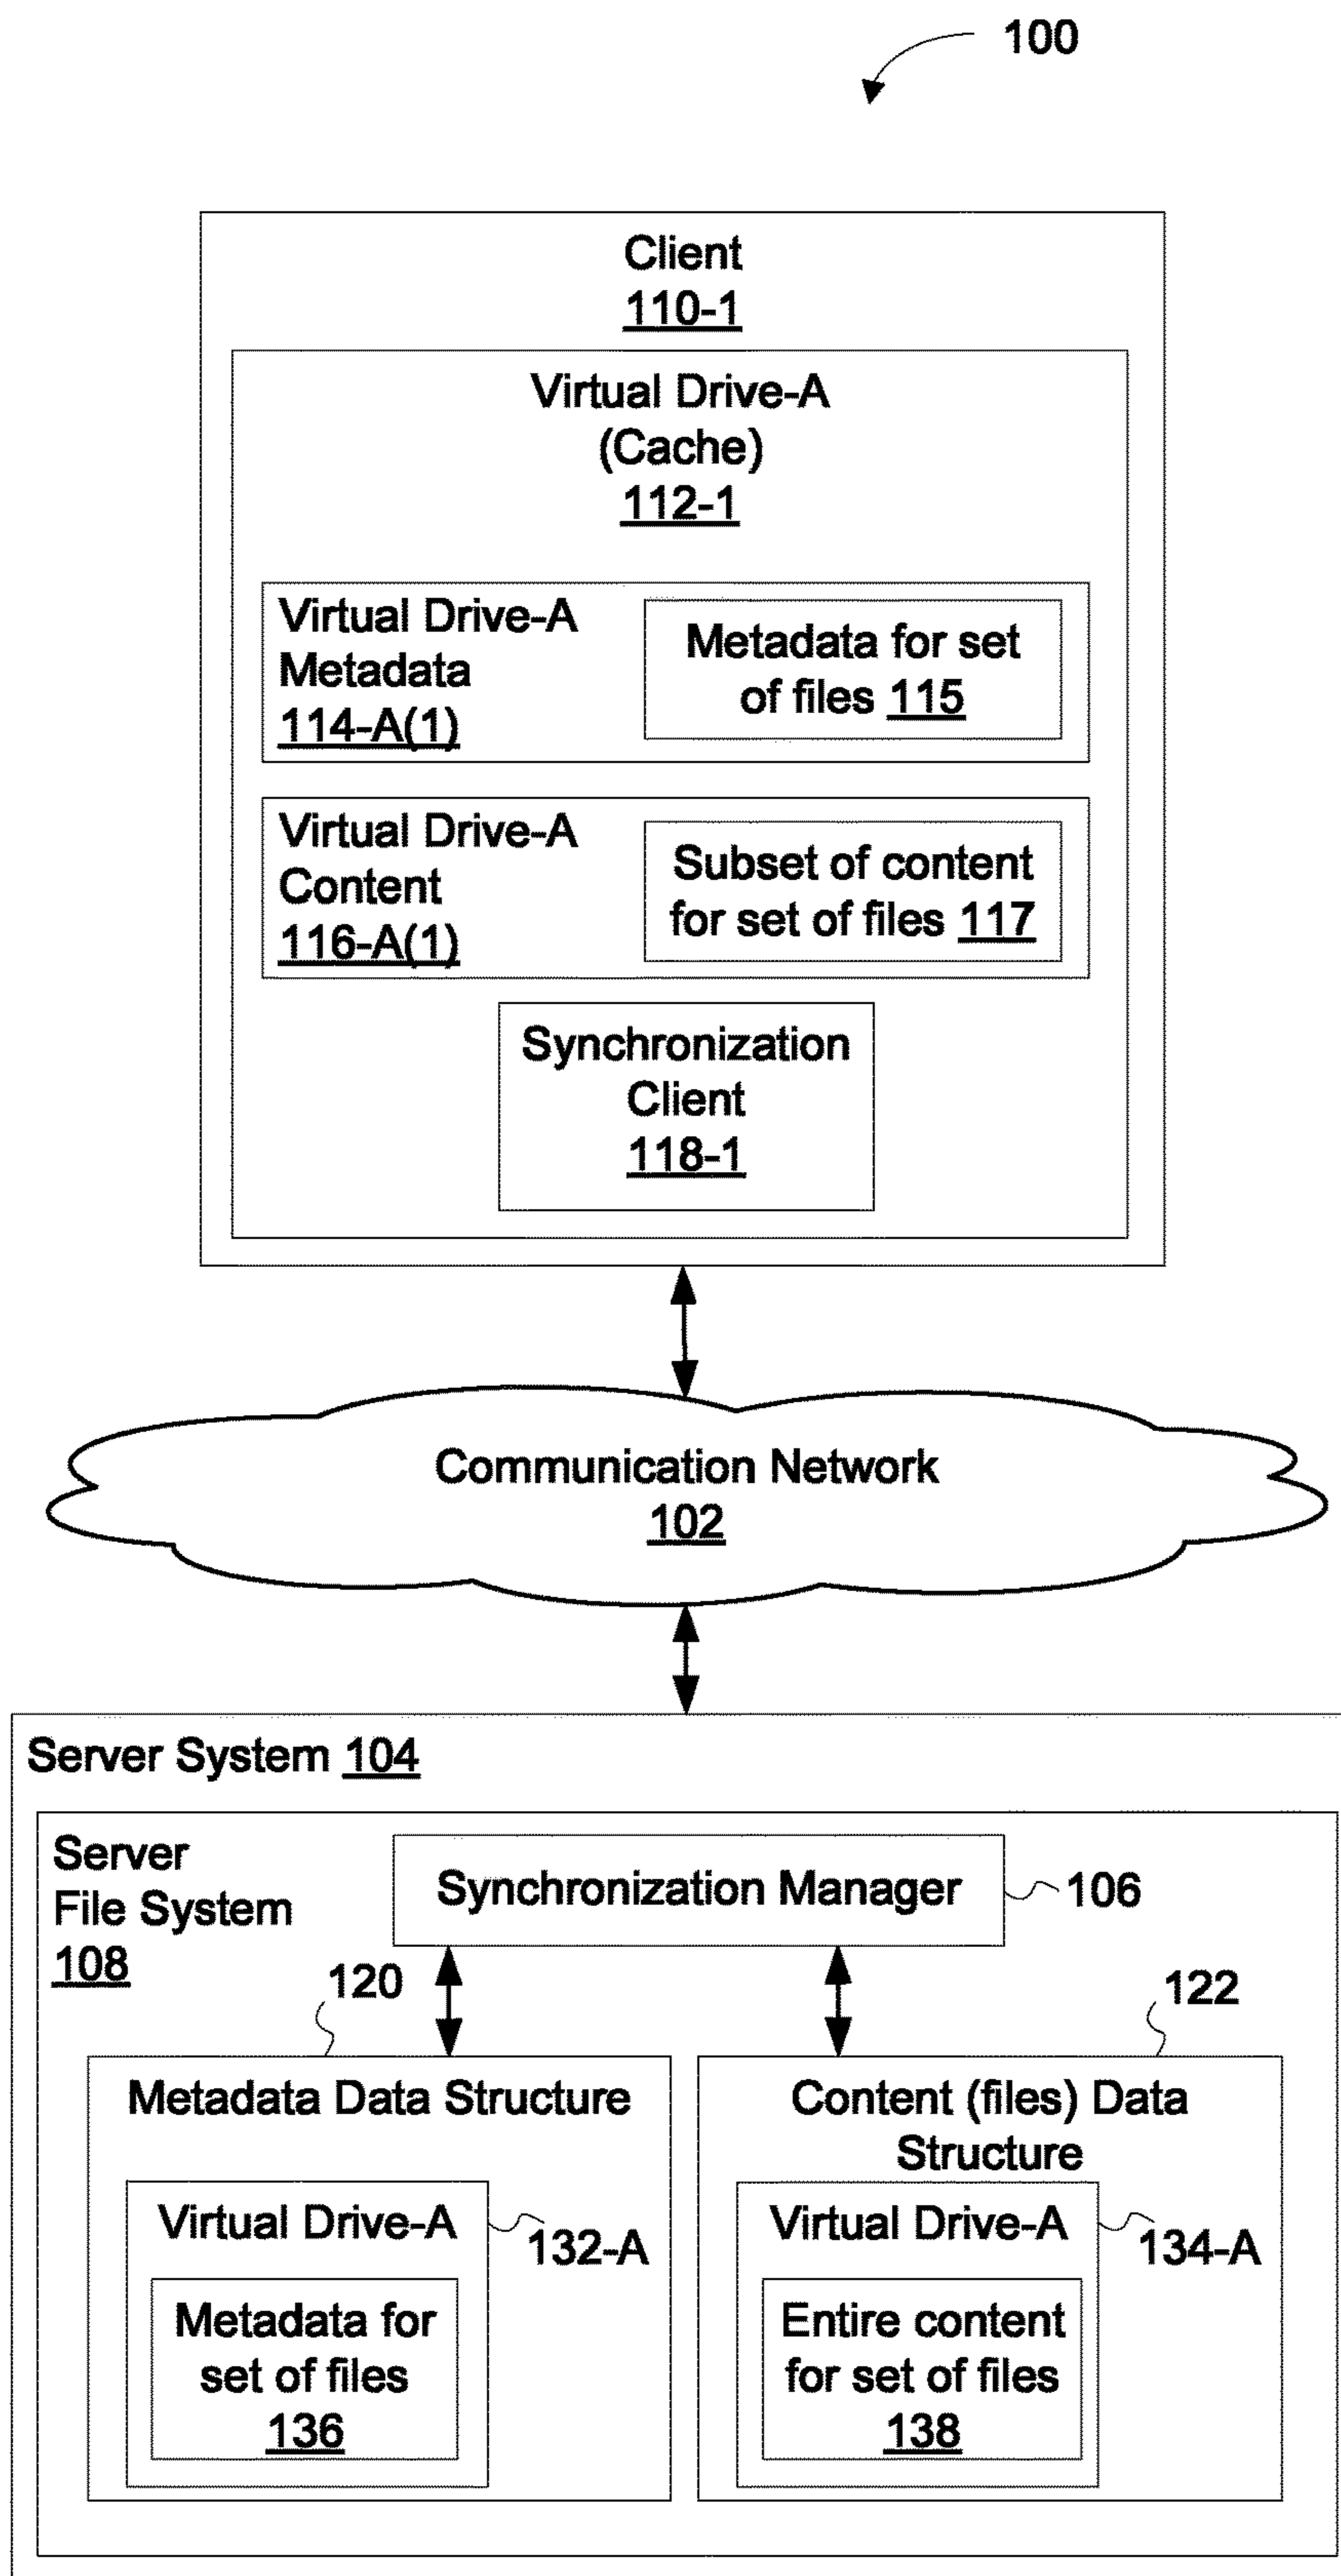 100
Client
110-1
Virtual Drive-A
(Cache)
112-1
Virtual Drive-A
Metadata
114-A(1)
Metadata for set
of files 115
Virtual Drive-A
Content
116-A(1)
Subset of content
for set of files 117
Synchronization
Client
118-1
Communication Network
102
Server System 104
Server
File System
108
Synchronization Manager
106
120
122
Metadata Data Structure
Virtual Drive-A
132-A
Metadata for
set of files
136
Content (files) Data
Structure
Virtual Drive-A
134-A
Entire content
for set of files
138